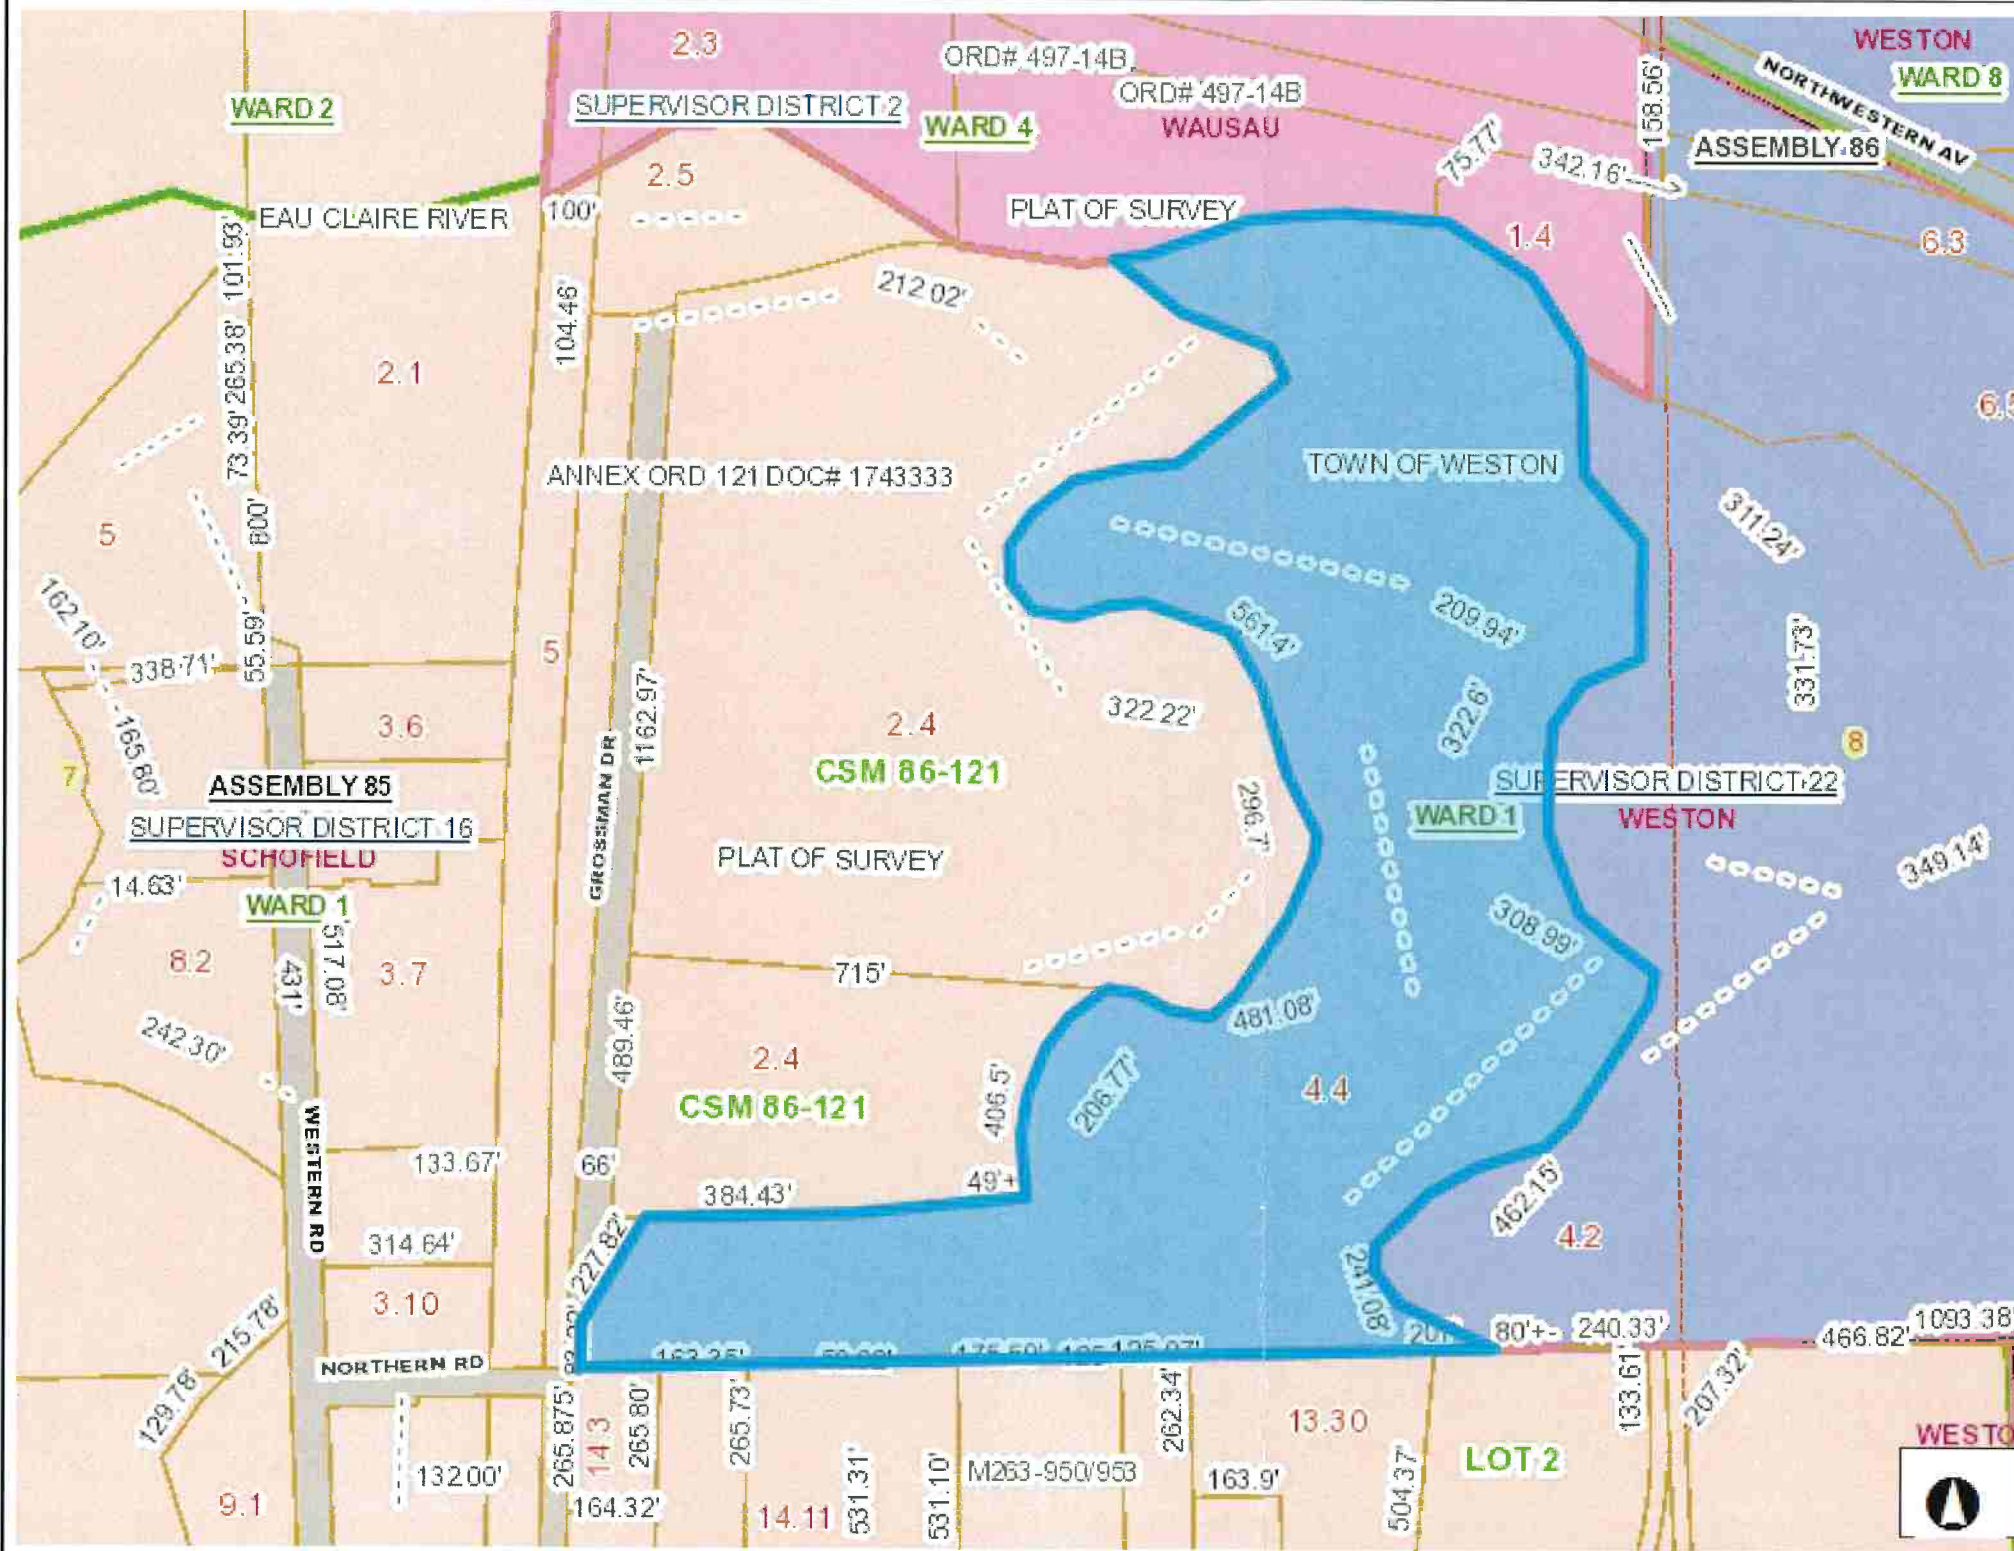 2.3
ORD# 497-14B
WESTON
WARD 8
NORTHWESTERN AV
WARD 2
SUPERVISOR DISTRICT 2
WARD 4
ORD# 497-14B
WAUSAU
158.56'
ASSEMBLY 86
75.77'
342.16'
2.5
EAU CLAIRE RIVER
100'
PLAT OF SURVEY
1.4
6.3
101.93'
265.38'
73.39'
800'
55.59'
104.46'
212.02'
2.1
ANNEX ORD 121 DOC# 1743333
TOWN OF WESTON
311.24'
5
162.10'
338.71'
165.80'
5
209.94'
561.4'
322.6'
331.73'
322.22'
3.6
2.4
CSM 86-121
1162.97'
GROSSMAN DR
8
7
ASSEMBLY 85
SUPERVISOR DISTRICT 16
SCHOFIELD
WARD 1
SUPERVISOR DISTRICT 22
WARD 1
WESTON
296.7'
PLAT OF SURVEY
349.14'
14.63'
517.08'
431'
8.2
3.7
308.99'
715'
242.30'
489.46'
481.08'
2.4
CSM 86-121
406.5'
206.77'
4.4
WESTERN RD
133.67'
66'
384.43'
49'+
462.15'
4.2
227.82'
314.64'
3.10
241.08'
215.78'
129.78'
NORTHERN RD
163.25'
125.97'
80'+-
240.33'
466.82'
1093.38'
133.61'
207.32'
265.875'
14.3
265.80'
265.73'
262.34'
13.30
504.37'
LOT 2
9.1
132.00'
164.32'
14.11
531.31'
531.10'
M263-950/953
163.9'